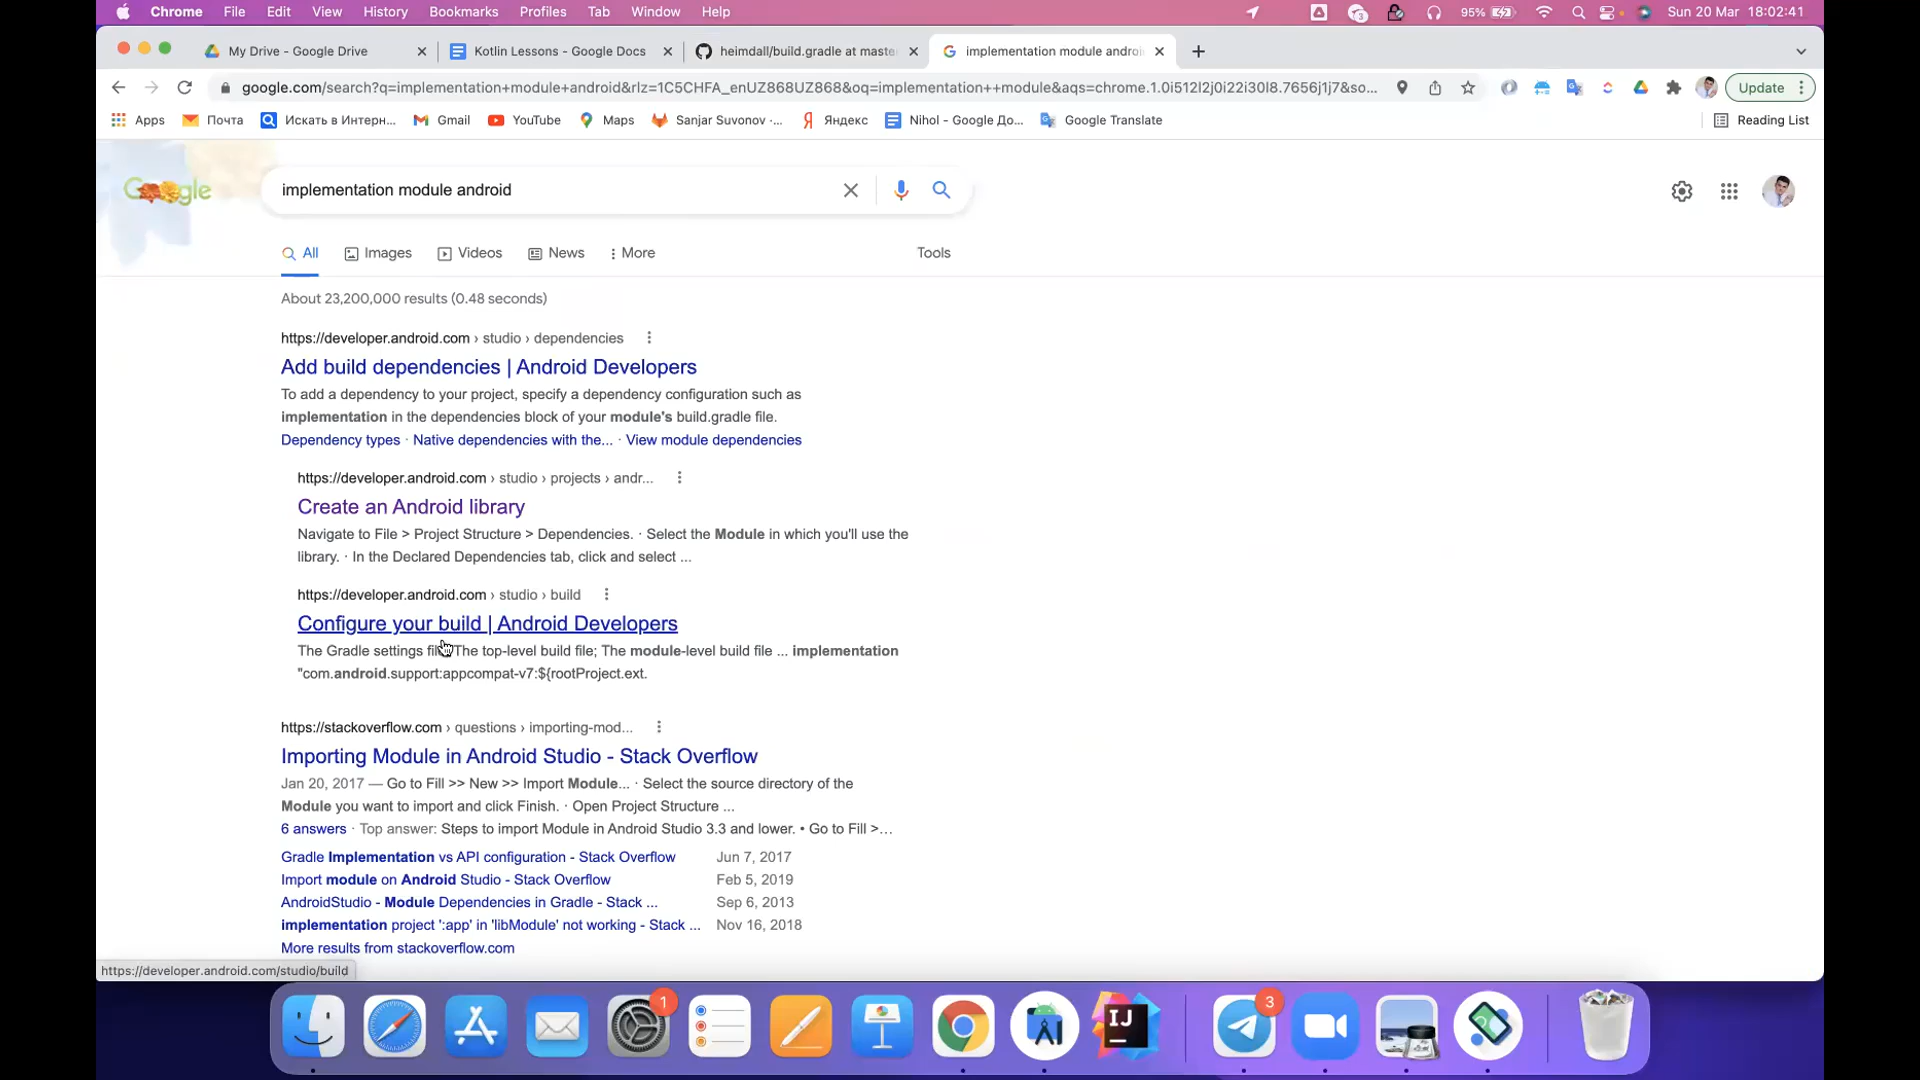 Chrome File Edit View History Bookmarks Profiles Tab Window Help 3 95% Sun 20 Mar 18:02:41
My Drive - Google Drive Kotlin Lessons - Google Docs heimdall/build.gradle at maste implementation module androi
google.com/search?q=implementation+module+android&rlz=1C5CHFA_enUZ868UZ868&oq=implementation++module&aqs=chrome.1.0i512l2j0i22i30l8.7656j1j7&so... Update
Apps Почта Искать в Интерн... Gmail YouTube Maps Sanjar Suvonov -... Яндекс Nihol - Google До... Google Translate Reading List
Google
implementation module android
All Images Videos News More Tools
About 23,200,000 results (0.48 seconds)
https://developer.android.com › studio › dependencies
Add build dependencies | Android Developers
To add a dependency to your project, specify a dependency configuration such as
implementation in the dependencies block of your module's build.gradle file.
Dependency types · Native dependencies with the... · View module dependencies
https://developer.android.com › studio › projects › andr...
Create an Android library
Navigate to File > Project Structure > Dependencies. · Select the Module in which you'll use the
library. · In the Declared Dependencies tab, click and select ...
https://developer.android.com › studio › build
Configure your build | Android Developers
The Gradle settings fil The top-level build file; The module-level build file ... implementation
"com.android.support:appcompat-v7:${rootProject.ext.
https://stackoverflow.com › questions › importing-mod...
Importing Module in Android Studio - Stack Overflow
Jan 20, 2017 — Go to Fill >> New >> Import Module... · Select the source directory of the
Module you want to import and click Finish. · Open Project Structure ...
6 answers · Top answer: Steps to import Module in Android Studio 3.3 and lower. • Go to Fill >...
Gradle Implementation vs API configuration - Stack Overflow Jun 7, 2017
Import module on Android Studio - Stack Overflow Feb 5, 2019
AndroidStudio - Module Dependencies in Gradle - Stack ... Sep 6, 2013
implementation project ':app' in 'libModule' not working - Stack ... Nov 16, 2018
More results from stackoverflow.com
https://developer.android.com/studio/build
1 IJ 3